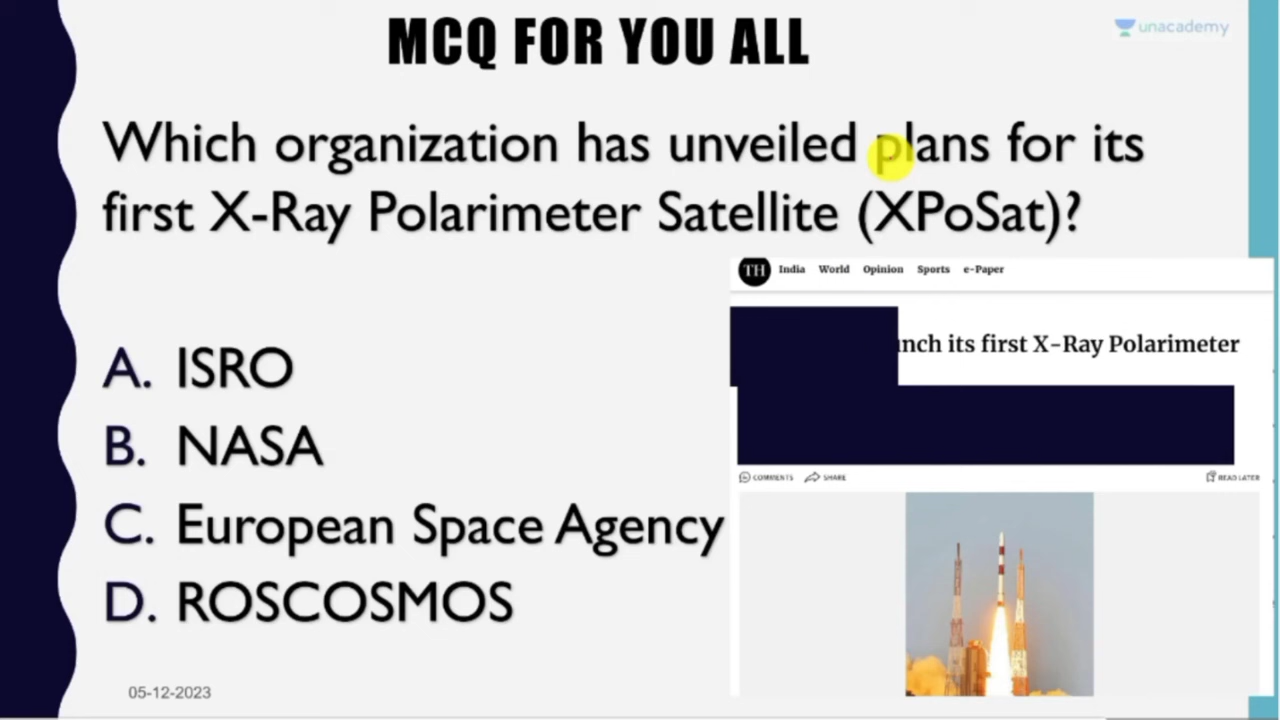 MCQ FOR YOU ALL
unacademy
Which organization has unveiled plans for its
first X-Ray Polarimeter Satellite (XPoSat)?
TH India World Opinion Sports e-Paper
its first X-Ray Polarimeter
A. ISRO
B. NASA
C. European Space Agency
D. ROSCOSMOS
COMMENTS SHARE READ LATER
05-12-2023